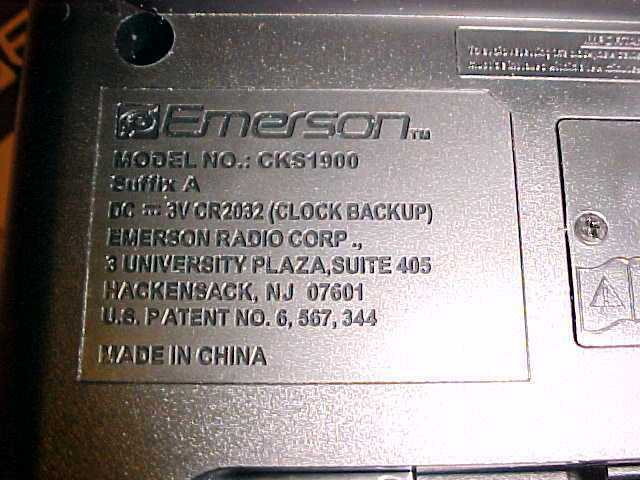 Emerson™
MODEL NO.: CKS1900
Suffix A
DC ⎓ 3V CR2032 (CLOCK BACKUP)
EMERSON RADIO CORP.,
3 UNIVERSITY PLAZA,SUITE 405
HACKENSACK, NJ 07601
U.S. PATENT NO. 6, 567, 344
MADE IN CHINA